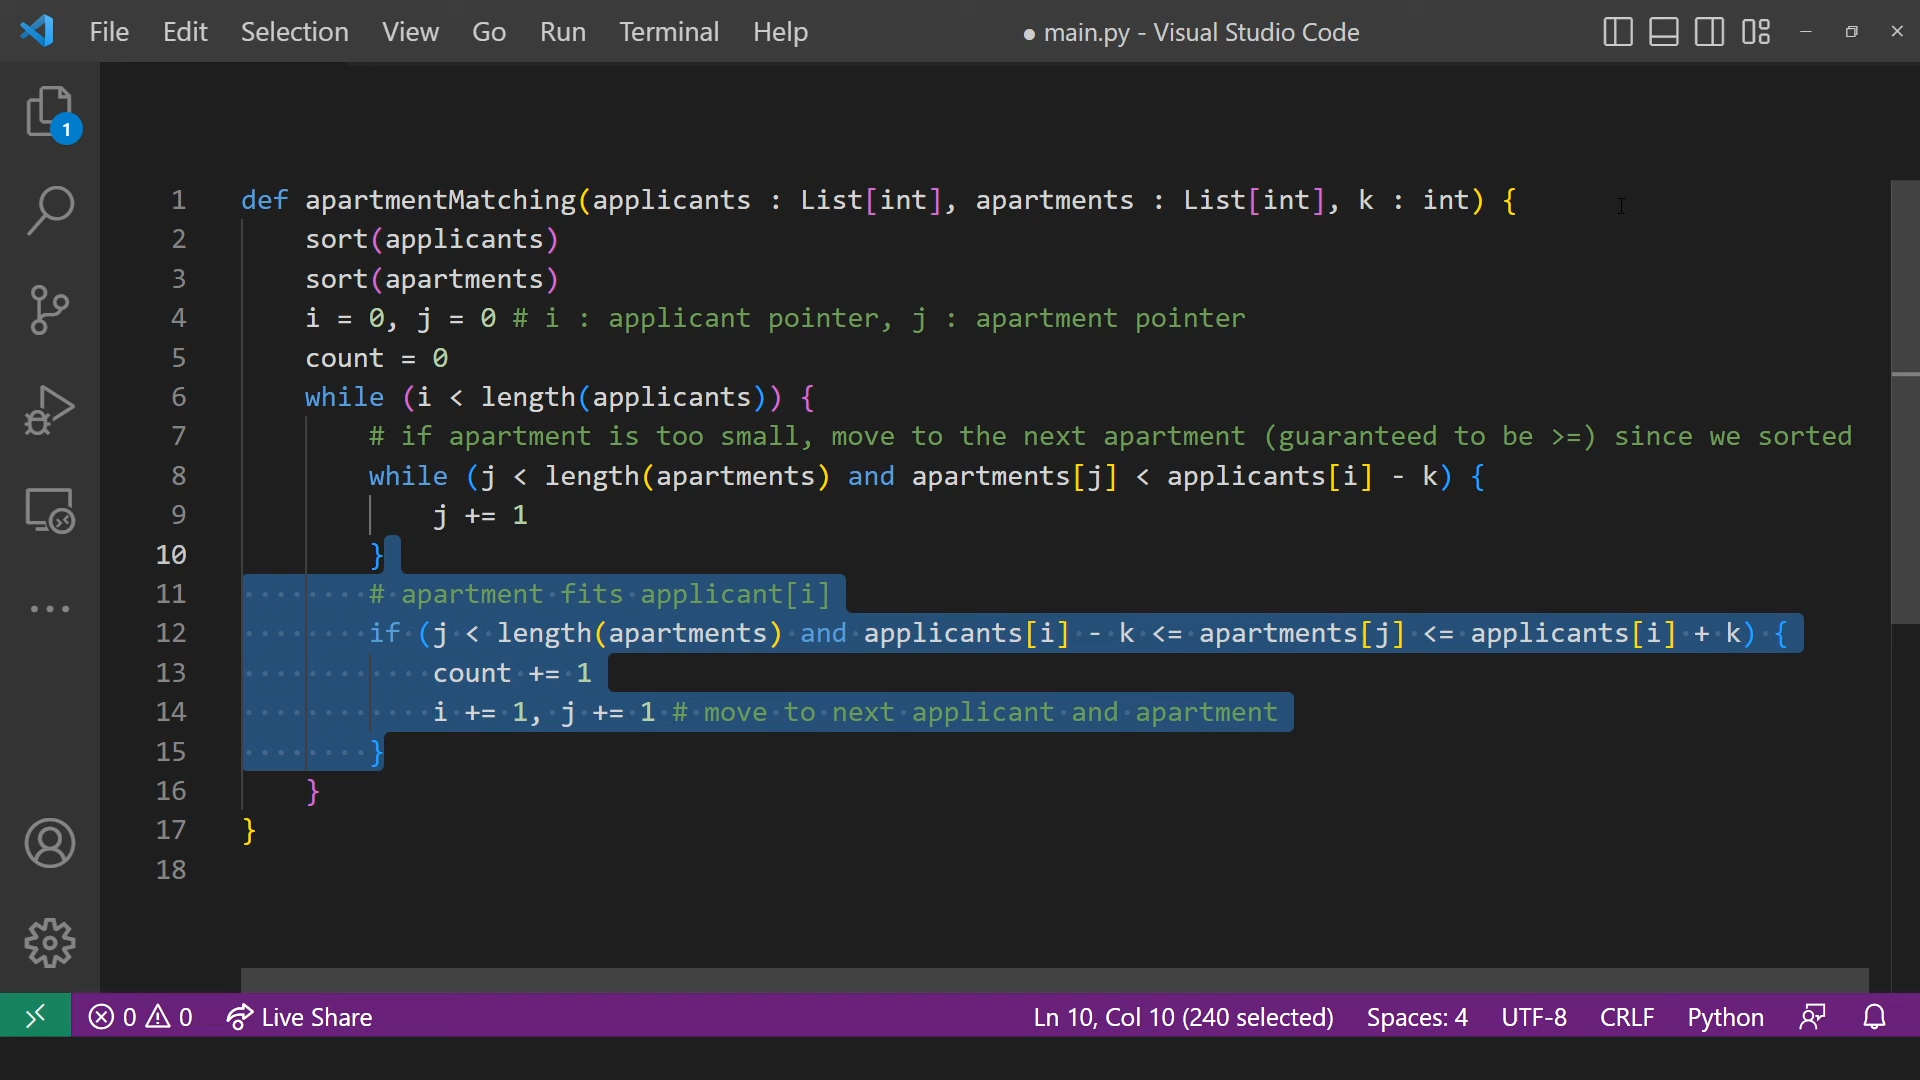 File Edit Selection View Go Run Terminal Help ● main.py - Visual Studio Code
1
1 def apartmentMatching(applicants : List[int], apartments : List[int], k : int) {
2     sort(applicants)
3     sort(apartments)
4     i = 0, j = 0 # i : applicant pointer, j : apartment pointer
5     count = 0
6     while (i < length(applicants)) {
7         # if apartment is too small, move to the next apartment (guaranteed to be >=) since we sorted
8         while (j < length(apartments) and apartments[j] < applicants[i] - k) {
9             j += 1
10         }
11         # apartment fits applicant[i]
12         if (j < length(apartments) and applicants[i] - k <= apartments[j] <= applicants[i] + k) {
13             count += 1
14             i += 1, j += 1 # move to next applicant and apartment
15         }
16     }
17 }
18
0 0 Live Share Ln 10, Col 10 (240 selected) Spaces: 4 UTF-8 CRLF Python